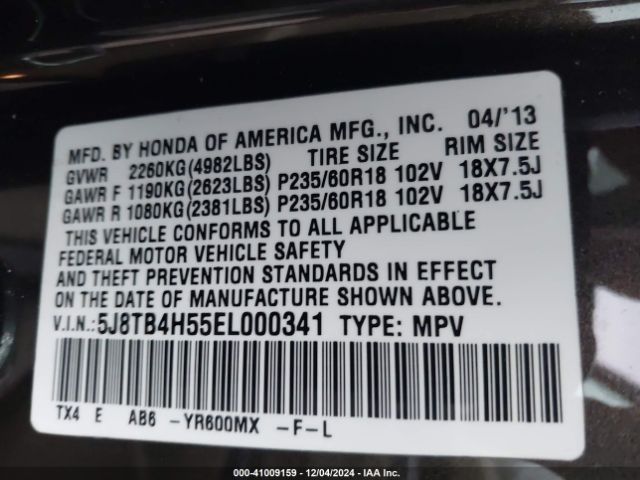 MFD. BY HONDA OF AMERICA MFG., INC. 04/'13
GVWR 2260KG(4982LBS) TIRE SIZE RIM SIZE
GAWR F 1190KG(2623LBS) P235/60R18 102V 18X7.5J
GAWR R 1080KG(2381LBS) P235/60R18 102V 18X7.5J
THIS VEHICLE CONFORMS TO ALL APPLICABLE
FEDERAL MOTOR VEHICLE SAFETY
AND THEFT PREVENTION STANDARDS IN EFFECT
ON THE DATE OF MANUFACTURE SHOWN ABOVE.
V.I.N.:5J8TB4H55EL000341 TYPE: MPV
TX4 E AB6 -YR600MX -F-L
000-41009159 - 12/04/2024 - IAA Inc.